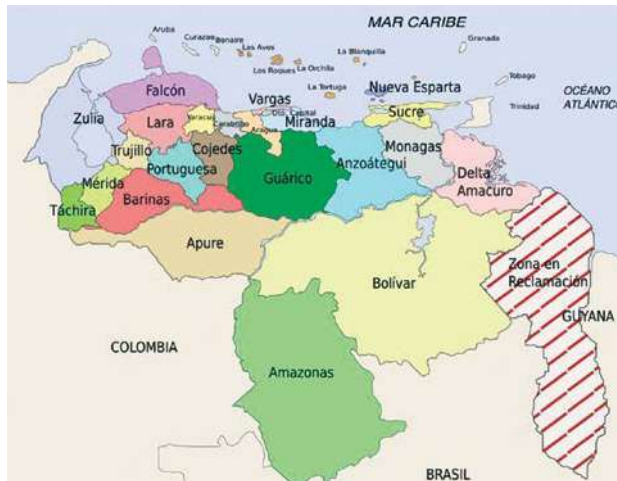 MAR CARIBE
Aruba
Curazao
Bonaire
Las Aves
Los Roques
La Orchila
La Blanquilla
Granada
La Tortuga
Nueva Esparta
Tobago
OCÉANO
ATLÁNTICO
Trinidad
Falcón
Vargas
Dto. Capital
Miranda
Sucre
Zulia
Lara
Yaracuy
Carabobo
Aragua
Trujillo
Cojedes
Portuguesa
Guárico
Anzoátegui
Monagas
Delta
Amacuro
Mérida
Barinas
Táchira
Apure
Bolívar
Zona en
Reclamación
GUYANA
COLOMBIA
Amazonas
BRASIL